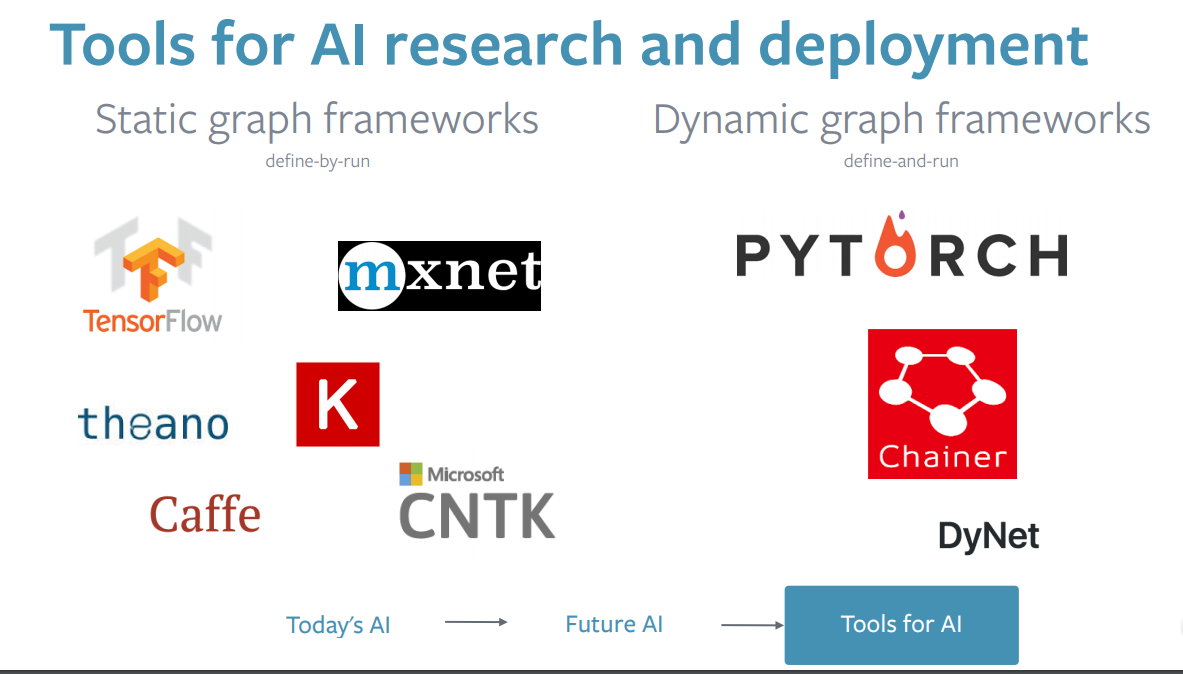 Tools for AI research and deployment
Static graph frameworks
define-by-run
Dynamic graph frameworks
define-and-run
TensorFlow
mxnet
PYTORCH
theano
K
Chainer
Caffe
Microsoft
CNTK
DyNet
Today's AI
Future AI
Tools for AI